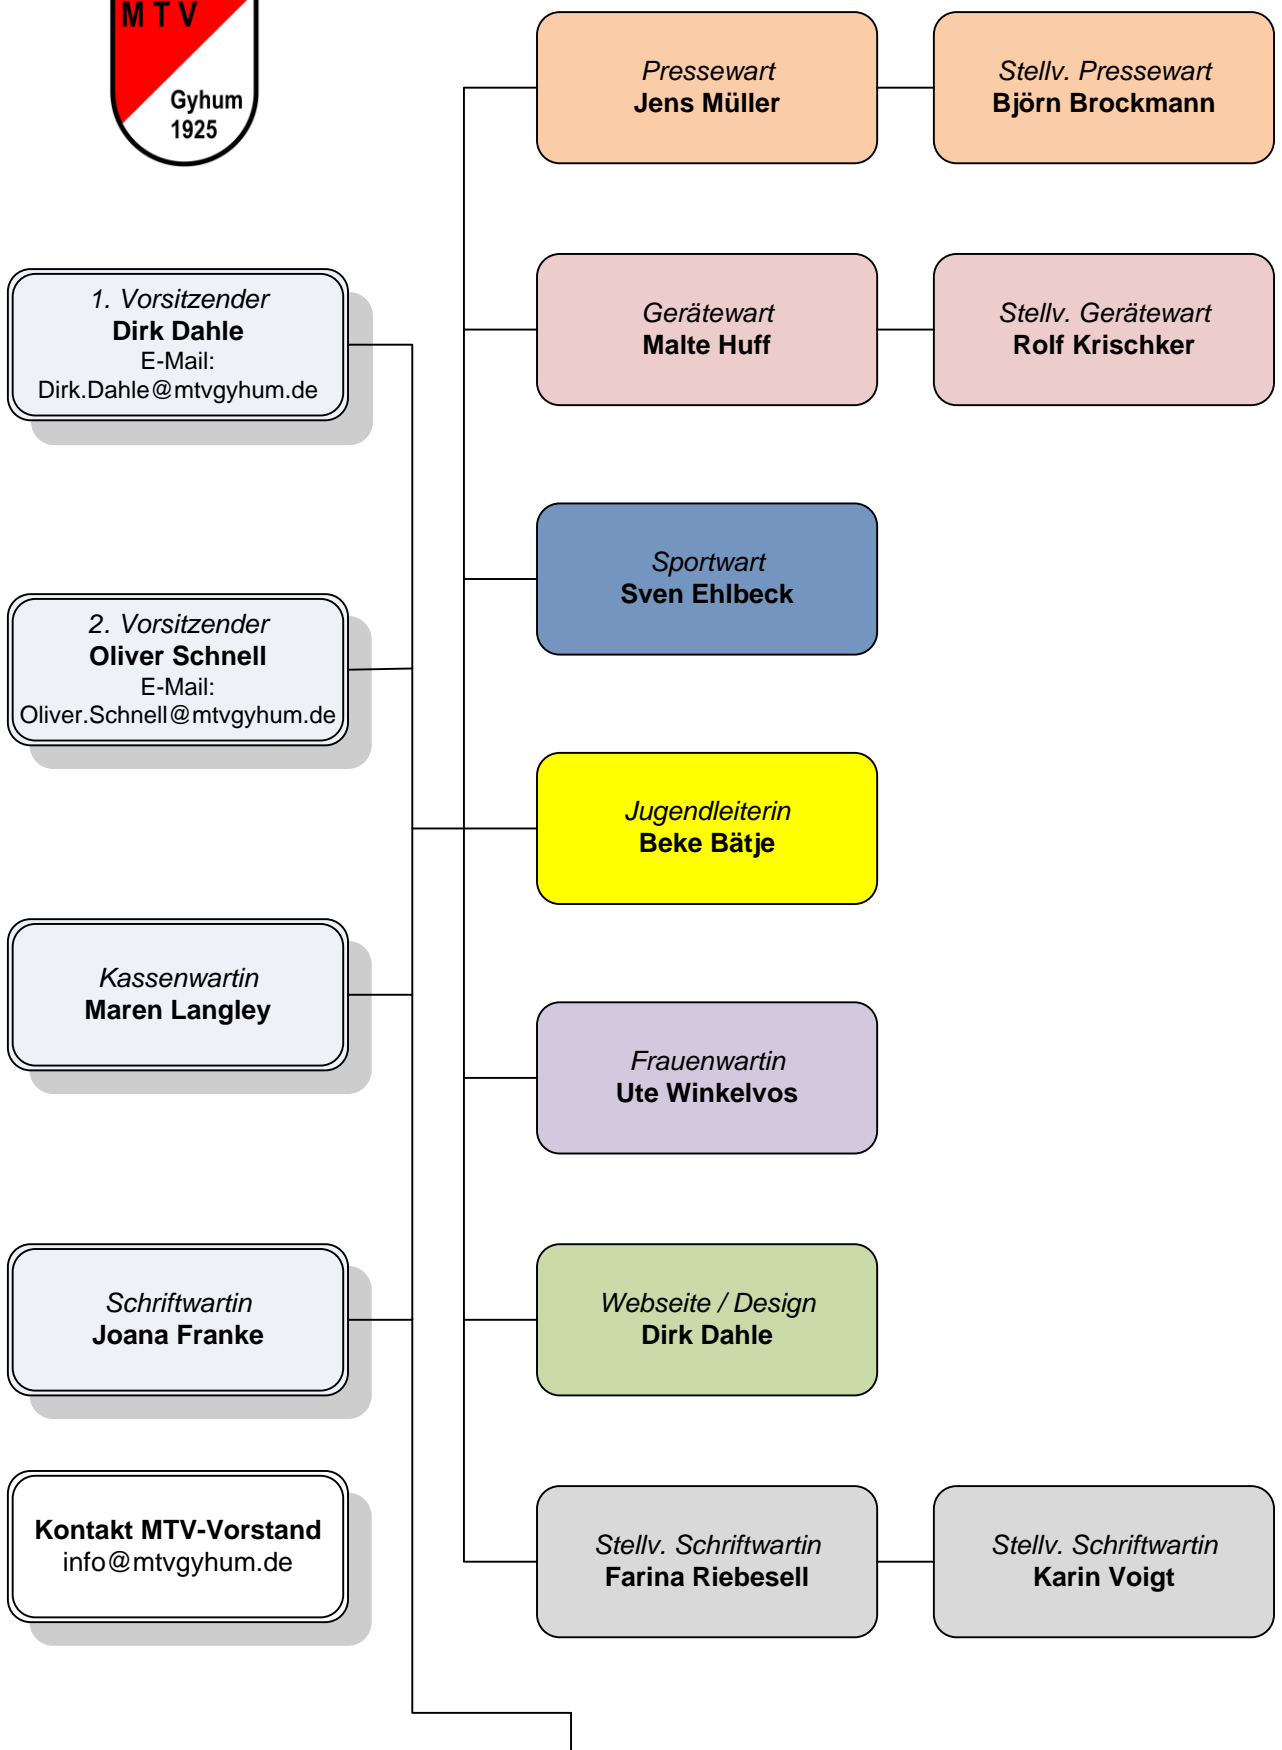 M T V
Gyhum
1925
Pressewart
Jens Müller
Stellv. Pressewart
Björn Brockmann
1. Vorsitzender
Dirk Dahle
E-Mail:
Dirk.Dahle@mtvgyhum.de
Gerätewart
Malte Huff
Stellv. Gerätewart
Rolf Krischker
Sportwart
Sven Ehlbeck
2. Vorsitzender
Oliver Schnell
E-Mail:
Oliver.Schnell@mtvgyhum.de
Jugendleiterin
Beke Bätje
Kassenwartin
Maren Langley
Frauenwartin
Ute Winkelvos
Schriftwartin
Joana Franke
Webseite / Design
Dirk Dahle
Kontakt MTV-Vorstand
info@mtvgyhum.de
Stellv. Schriftwartin
Farina Riebesell
Stellv. Schriftwartin
Karin Voigt